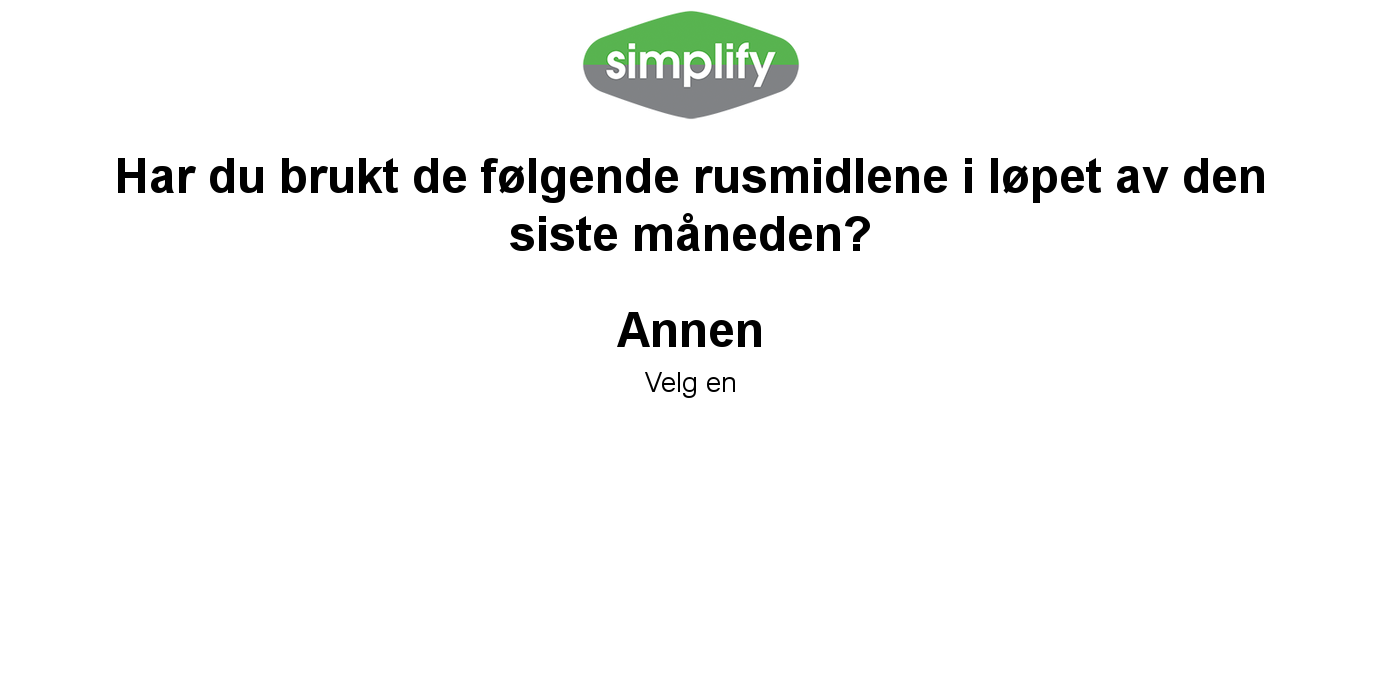 simplify
Har du brukt de følgende rusmidlene i løpet av den
siste måneden?
Annen
Velg en